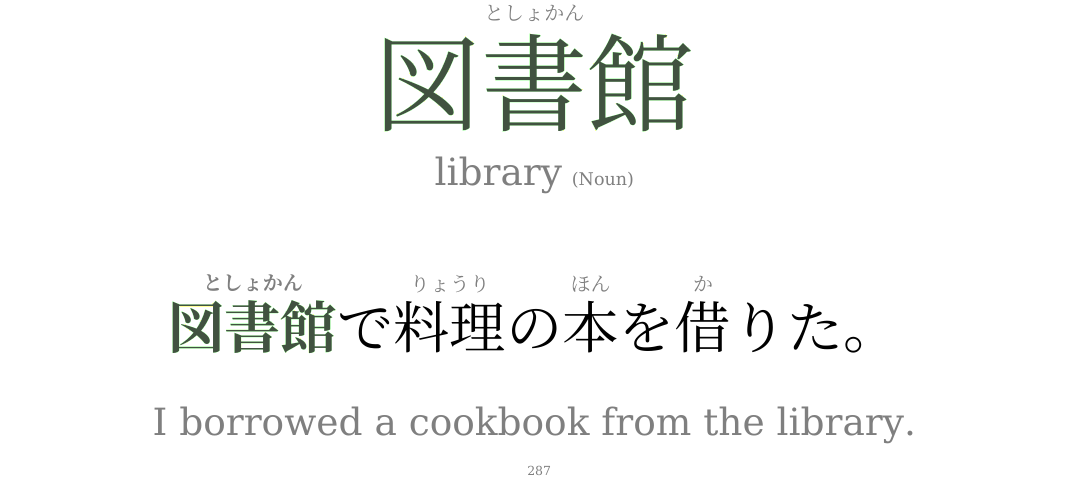 としょかん
図書館
library (Noun)
としょかん りょうり ほん か
図書館で料理の本を借りた。
I borrowed a cookbook from the library.
287